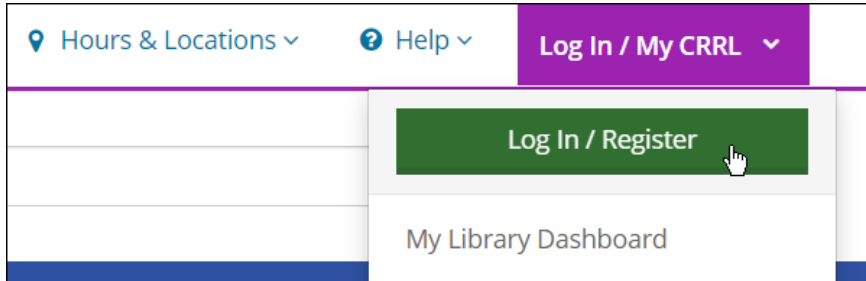 Hours & Locations
Help
Log In / My CRRL
Log In / Register
My Library Dashboard